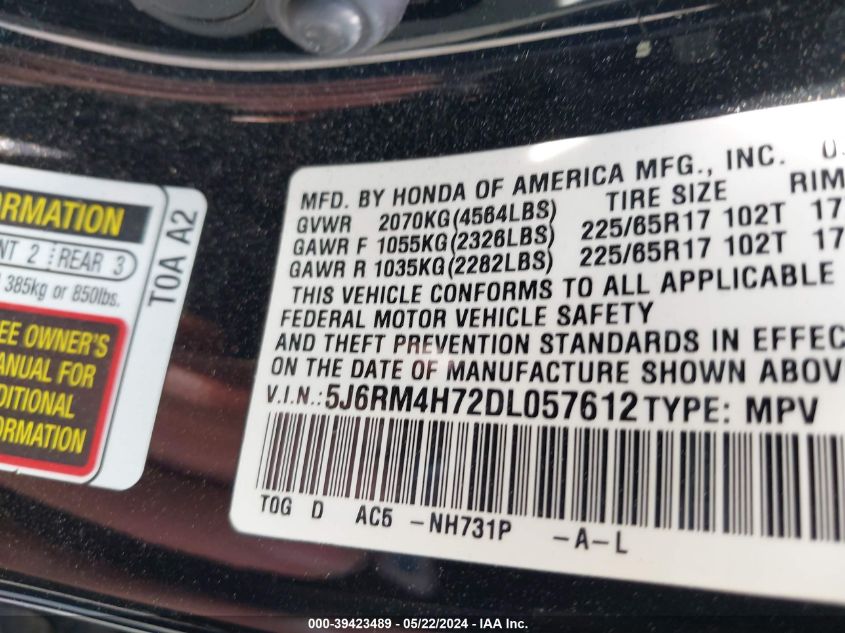 ORMATION
NT 2 REAR 3
385kg or 850lbs.
TOA A2
EE OWNER'S
ANUAL FOR
DITIONAL
ORMATION
MFD. BY HONDA OF AMERICA MFG., INC. 0
TIRE SIZE RIM
GVWR 2070KG(4564LBS)
GAWR F 1055KG(2326LBS) 225/65R17 102T 17
GAWR R 1035KG(2282LBS) 225/65R17 102T 17
THIS VEHICLE CONFORMS TO ALL APPLICABLE
FEDERAL MOTOR VEHICLE SAFETY
AND THEFT PREVENTION STANDARDS IN EFFEC
ON THE DATE OF MANUFACTURE SHOWN ABOV
V.I.N.: 5J6RM4H72DL057612 TYPE: MPV
TOG D AC5 -NH731P -A-L
000-39423489 - 05/22/2024 - IAA Inc.